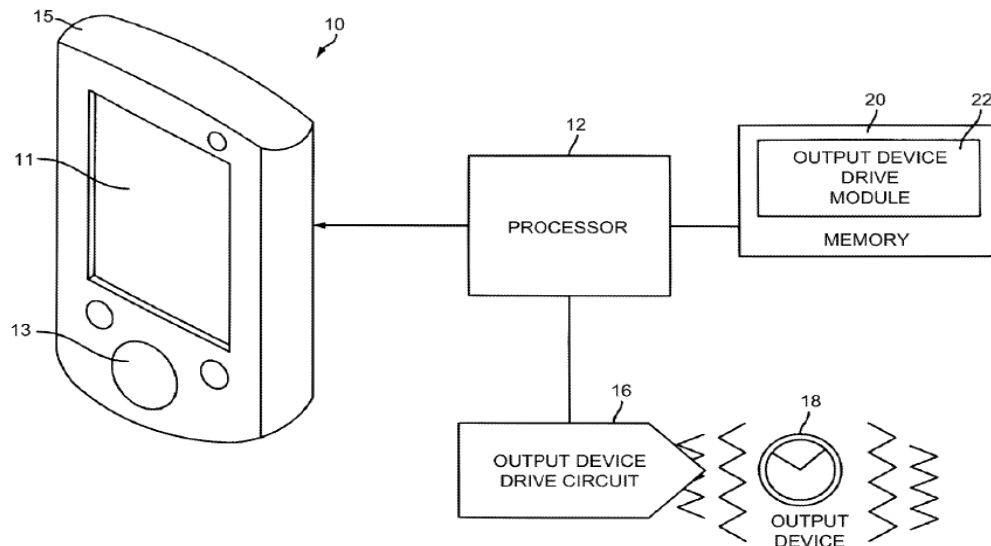 15
10
11
13
12
PROCESSOR
20
22
OUTPUT DEVICE
DRIVE
MODULE
MEMORY
16
OUTPUT DEVICE
DRIVE CIRCUIT
18
OUTPUT
DEVICE